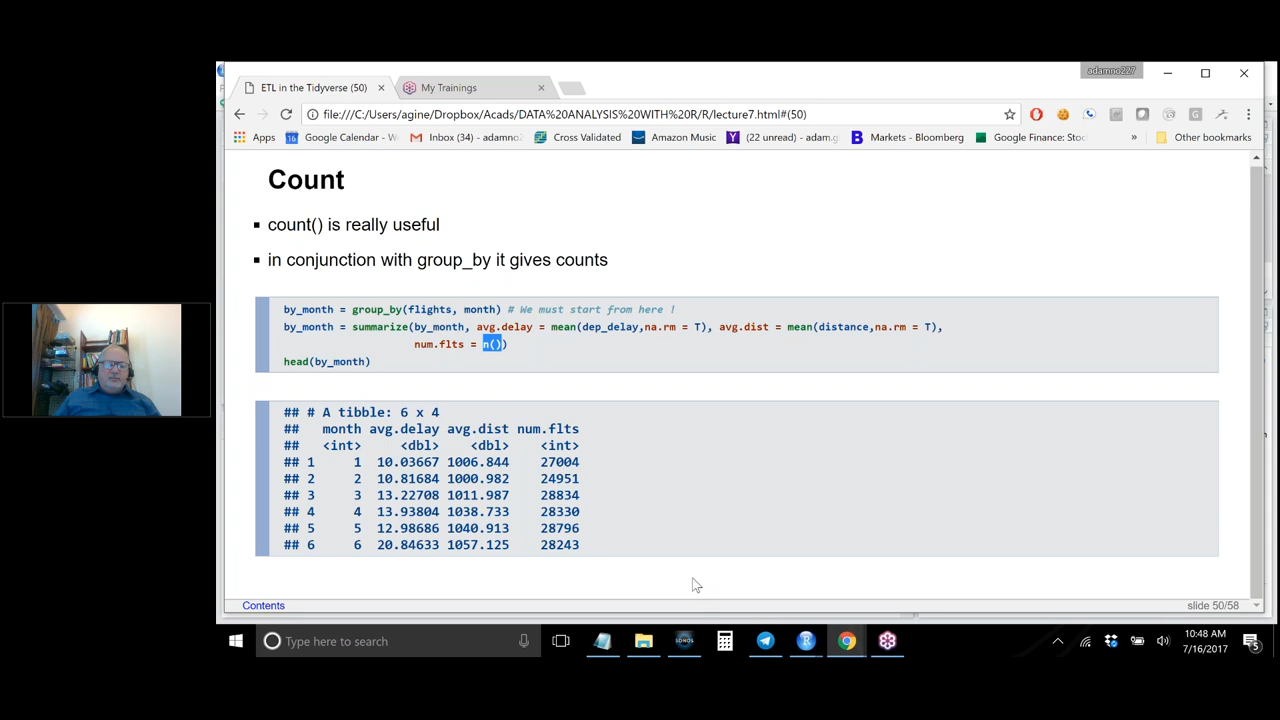 adamno227
ETL in the Tidyverse (50)
My Trainings
file:///C:/Users/agine/Dropbox/Acads/DATA%20ANALYSIS%20WITH%20R/R/lecture7.html#(50)
Apps
Google Calendar - W
Inbox (34) - adamno
Cross Validated
Amazon Music
(22 unread) - adam.g
Markets - Bloomberg
Google Finance: Stoc
»
Other bookmarks
Count
count() is really useful
in conjunction with group_by it gives counts
by_month = group_by(flights, month) # We must start from here !
by_month = summarize(by_month, avg.delay = mean(dep_delay,na.rm = T), avg.dist = mean(distance,na.rm = T),
num.flts = n())
head(by_month)
## # A tibble: 6 x 4
##   month avg.delay avg.dist num.flts
##   <int>     <dbl>    <dbl>    <int>
## 1     1  10.03667 1006.844    27004
## 2     2  10.81684 1000.982    24951
## 3     3  13.22708 1011.987    28834
## 4     4  13.93804 1038.733    28330
## 5     5  12.98686 1040.913    28796
## 6     6  20.84633 1057.125    28243
Contents
slide 50/58
Type here to search
SONOS
10:48 AM
7/16/2017
5